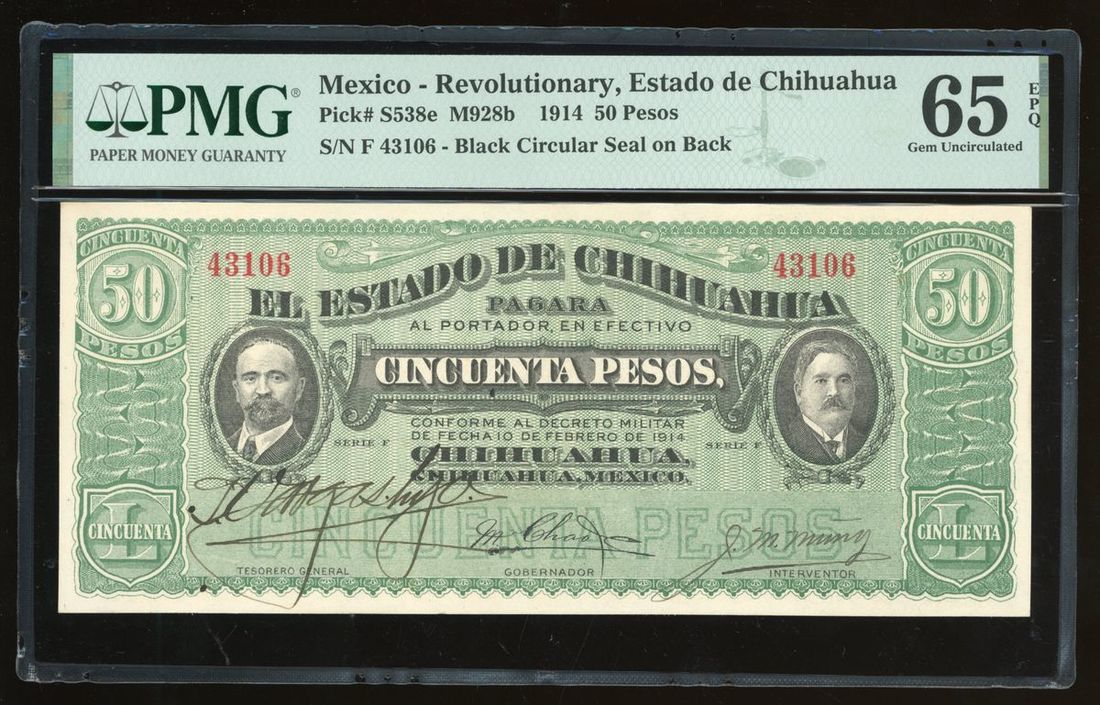 PMG®
PAPER MONEY GUARANTY
Mexico - Revolutionary, Estado de Chihuahua
Pick# S538e M928b 1914 50 Pesos
S/N F 43106 - Black Circular Seal on Back
65 EPQ
Gem Uncirculated
CINCUENTA
50
PESOS
43106
43106
CINCUENTA
50
PESOS
EL ESTADO DE CHIHUAHUA
PAGARA
AL PORTADOR, EN EFECTIVO
CINCUENTA PESOS,
CONFORME AL DECRETO MILITAR
DE FECHA 10 DE FEBRERO DE 1914
SERIE F
SERIE F
CHIHUAHUA,
CHIHUAHUA, MEXICO.
CINCUENTA
L
CINCUENTA PESOS
CINCUENTA
L
M Chao
TESORERO GENERAL
GOBERNADOR
INTERVENTOR